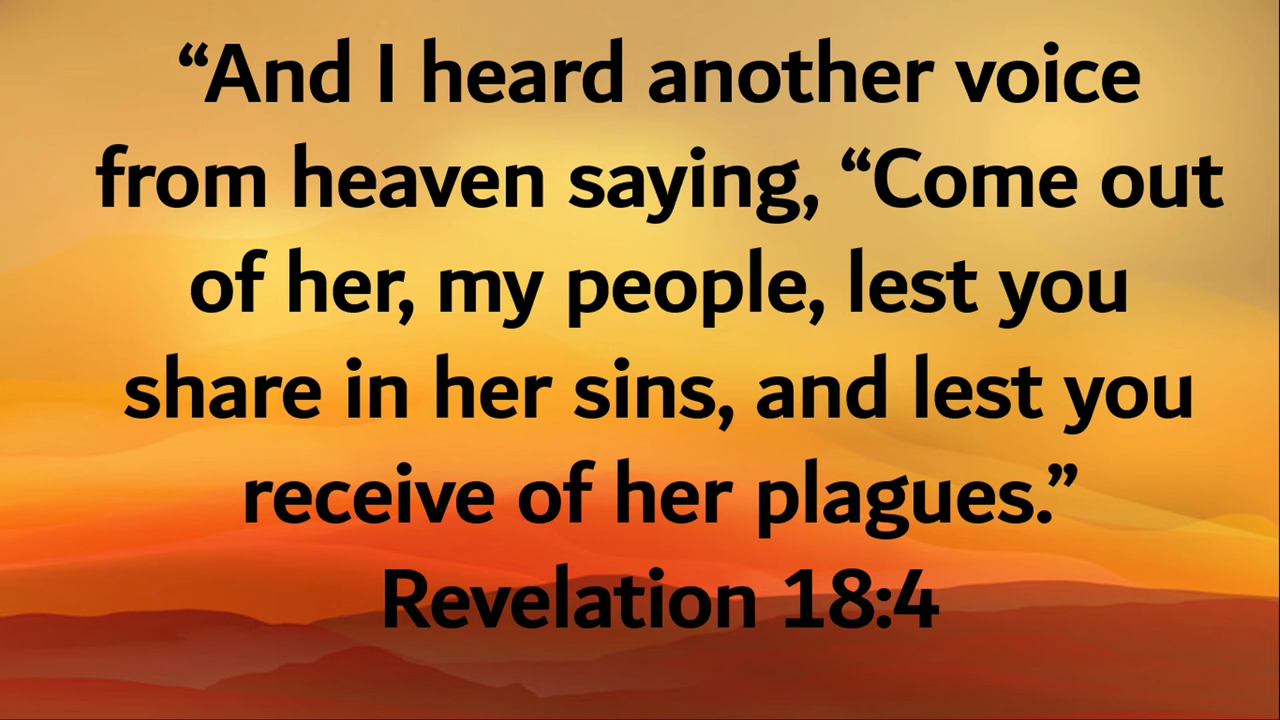 “And I heard another voice
from heaven saying, “Come out
of her, my people, lest you
share in her sins, and lest you
receive of her plagues.”
Revelation 18:4